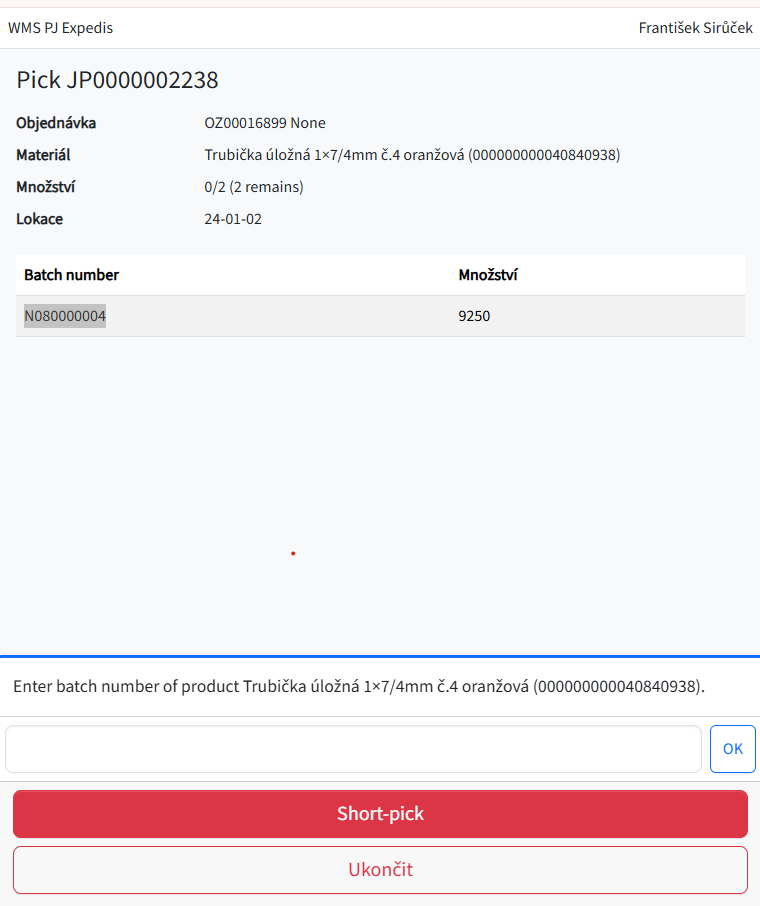 WMS PJ Expedis František Sirůček
Pick JP0000002238
Objednávka OZ00016899 None
Materiál Trubička úložná 1×7/4mm č.4 oranžová (000000000040840938)
Množství 0/2 (2 remains)
Lokace 24-01-02
Batch number Množství
N080000004 9250
Enter batch number of product Trubička úložná 1×7/4mm č.4 oranžová (000000000040840938).
OK
Short-pick
Ukončit